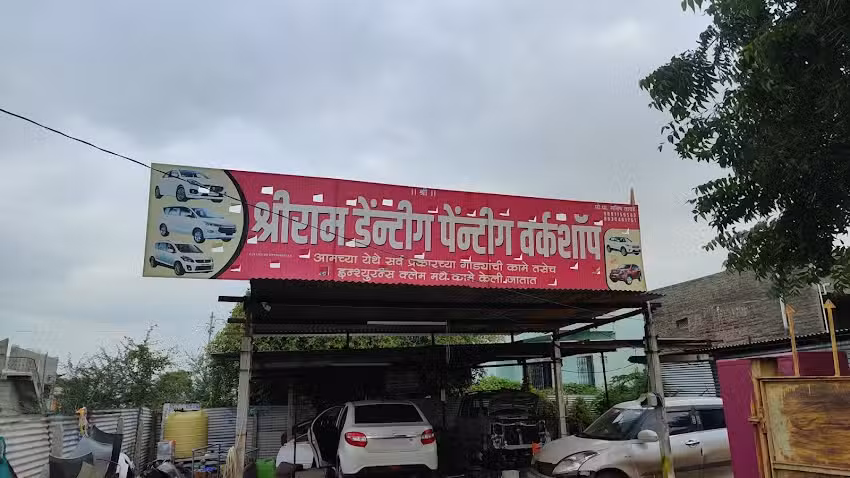 ॥ श्री ॥
श्रीराम डेंन्टीग पेंन्टीग वर्कशॉप
आमच्या येथे सर्व प्रकारच्या गाड्यांची कामे तसेच
इन्शुरन्स क्लेम मधे कामे केली जातात